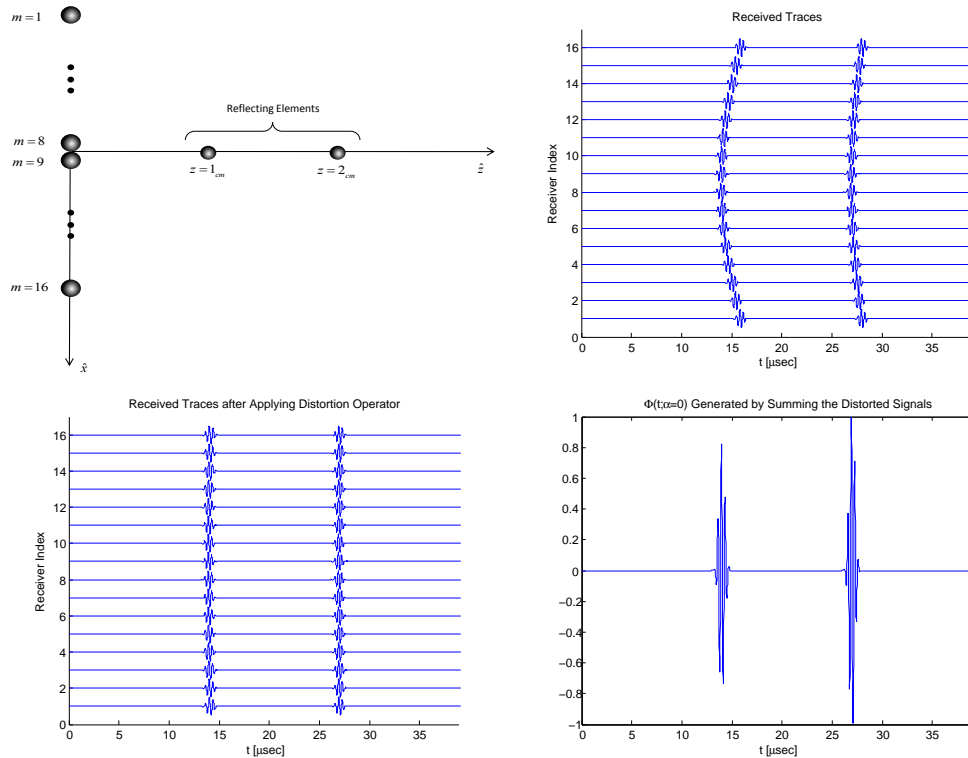 m = 1
m = 8
m = 9
m = 16
Reflecting Elements
z = 1cm
z = 2cm
ẑ
x̂
Received Traces
Receiver Index
16
14
12
10
8
6
4
2
0
0 5 10 15 20 25 30 35
t [μsec]
Received Traces after Applying Distortion Operator
Receiver Index
16
14
12
10
8
6
4
2
0
0 5 10 15 20 25 30 35
t [μsec]
Φ(t;α=0) Generated by Summing the Distorted Signals
1
0.8
0.6
0.4
0.2
0
−0.2
−0.4
−0.6
−0.8
−1
0 5 10 15 20 25 30 35
t [μsec]